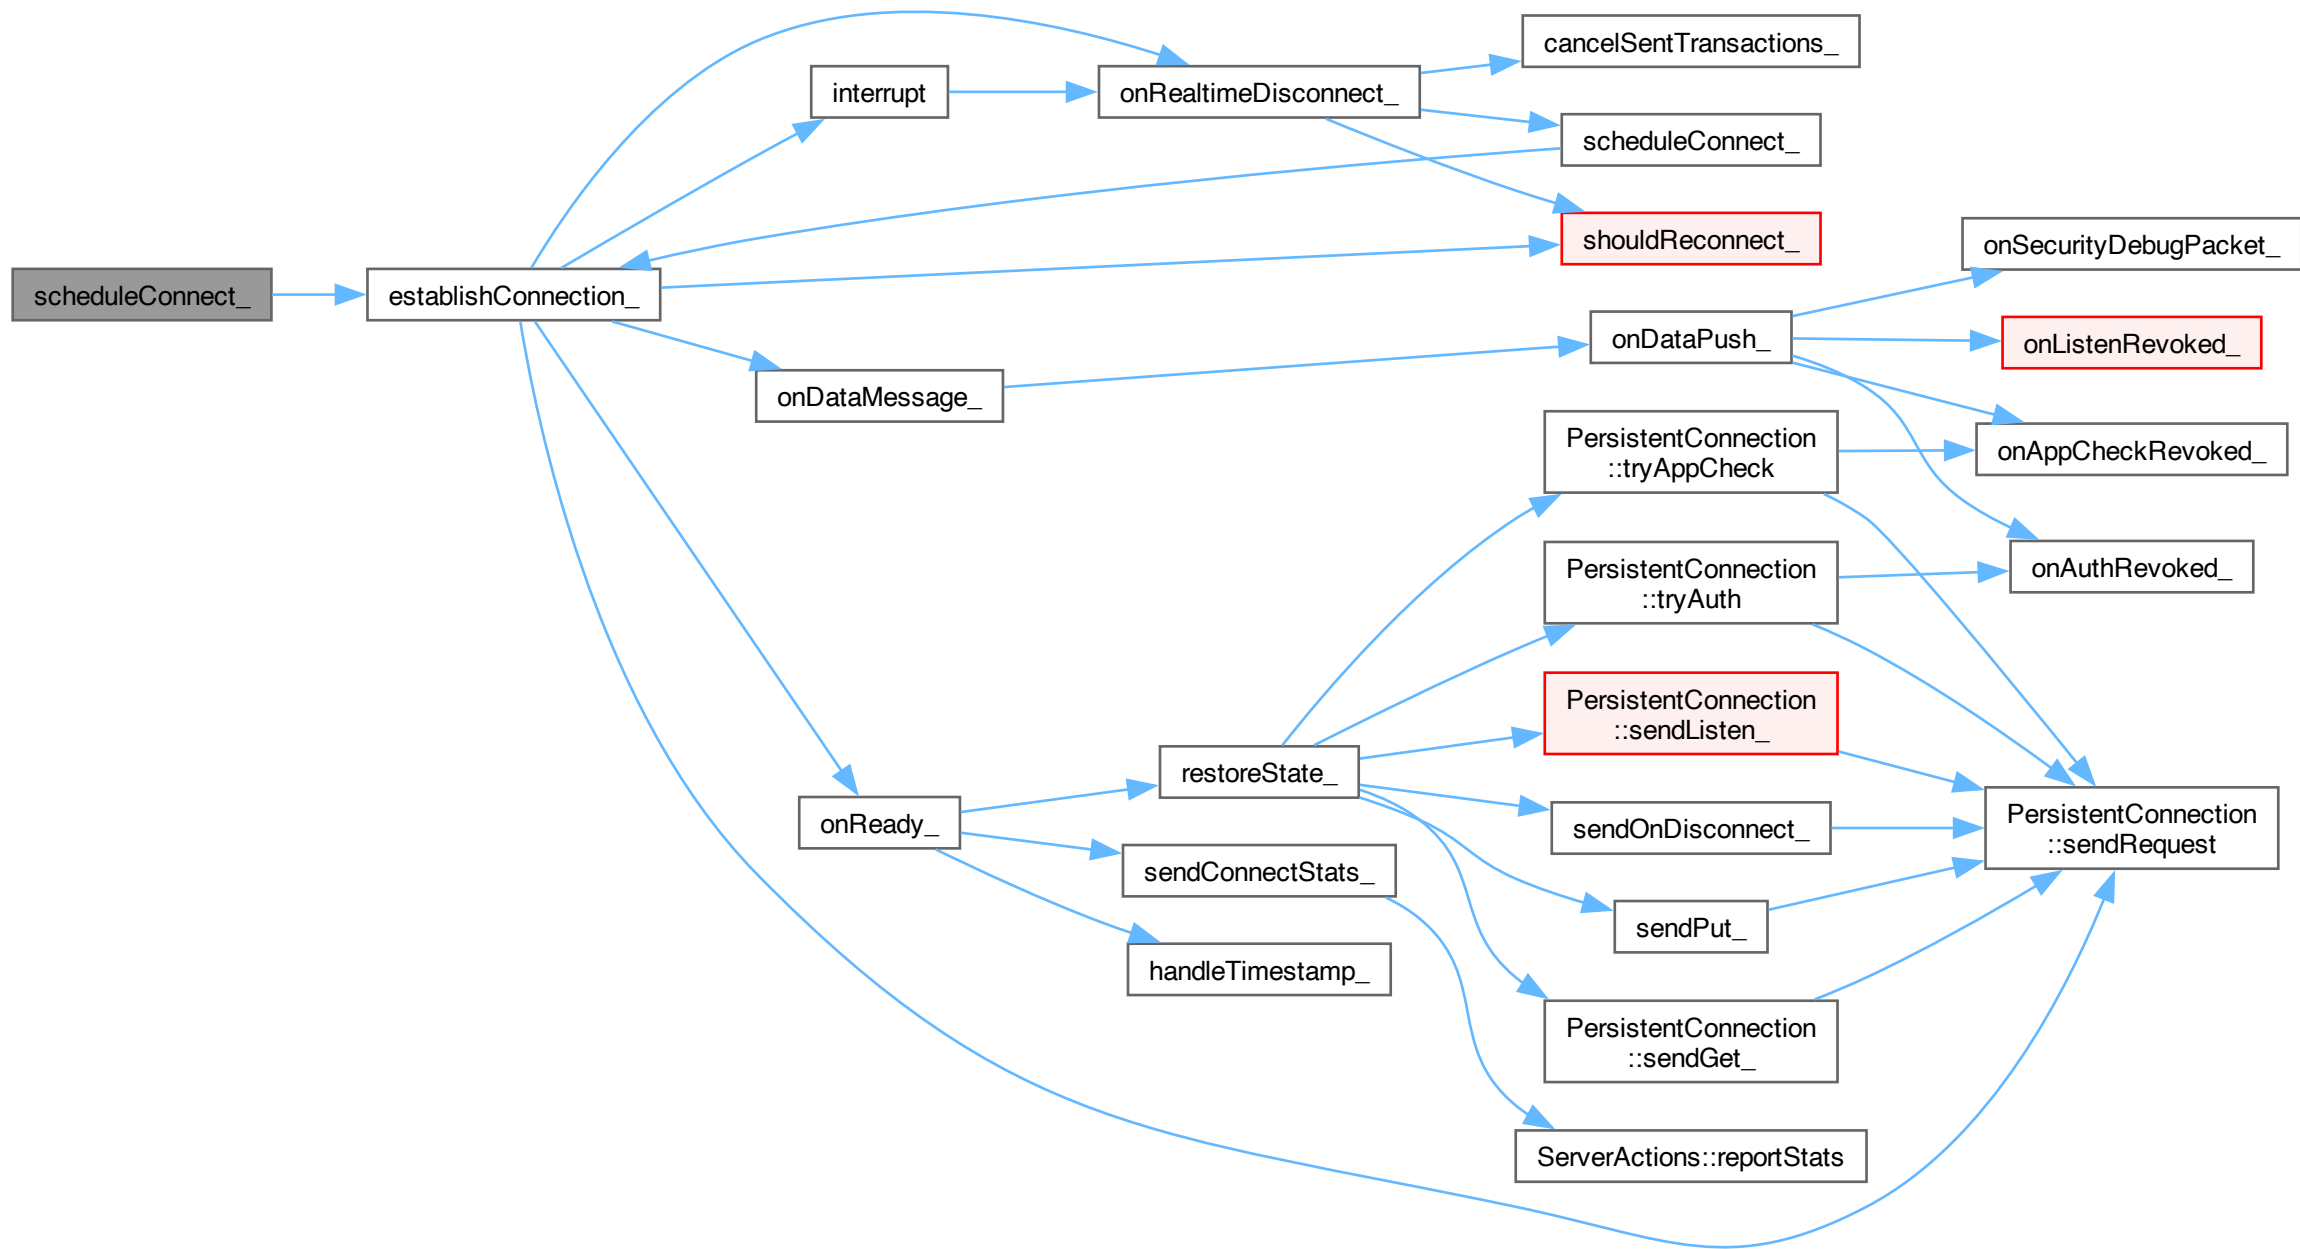 cancelSentTransactions_
interrupt
onRealtimeDisconnect_
scheduleConnect_
shouldReconnect_
onSecurityDebugPacket_
scheduleConnect_
establishConnection_
onDataPush_
onListenRevoked_
onDataMessage_
PersistentConnection
::tryAppCheck
onAppCheckRevoked_
PersistentConnection
::tryAuth
onAuthRevoked_
PersistentConnection
::sendListen_
restoreState_
onReady_
sendOnDisconnect_
PersistentConnection
::sendRequest
sendConnectStats_
sendPut_
handleTimestamp_
PersistentConnection
::sendGet_
ServerActions::reportStats